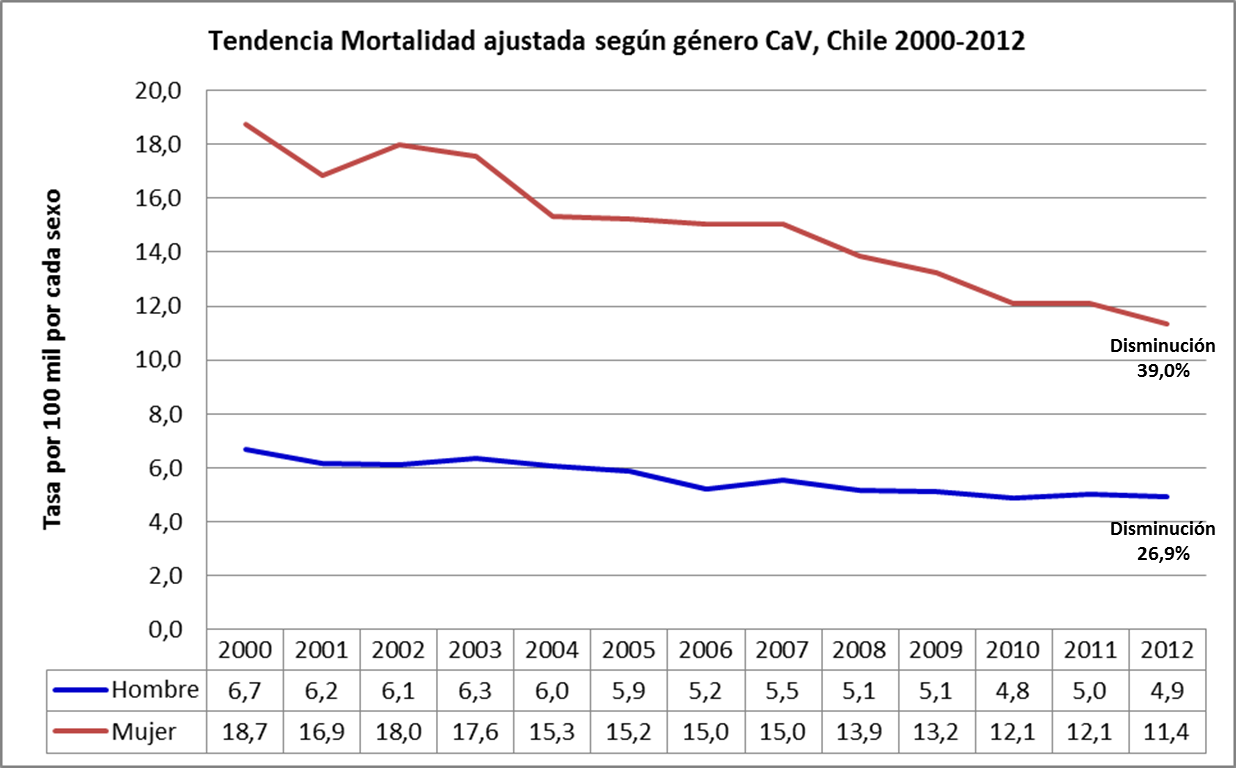 Tendencia Mortalidad ajustada según género CaV, Chile 2000-2012
Tasa por 100 mil por cada sexo
20,0
18,0
16,0
14,0
12,0
10,0
8,0
6,0
4,0
2,0
0,0
Disminución
39,0%
Disminución
26,9%
2000 2001 2002 2003 2004 2005 2006 2007 2008 2009 2010 2011 2012
Hombre 6,7 6,2 6,1 6,3 6,0 5,9 5,2 5,5 5,1 5,1 4,8 5,0 4,9
Mujer 18,7 16,9 18,0 17,6 15,3 15,2 15,0 15,0 13,9 13,2 12,1 12,1 11,4